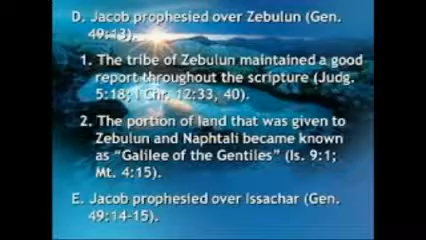 D. Jacob prophesied over Zebulun (Gen.
49:13).
1. The tribe of Zebulun maintained a good
report throughout the scripture (Judg.
5:18; I Chr. 12:33, 40).
2. The portion of land that was given to
Zebulun and Naphtali became known
as “Galilee of the Gentiles” (Is. 9:1;
Mt. 4:15).
E. Jacob prophesied over Issachar (Gen.
49:14-15).